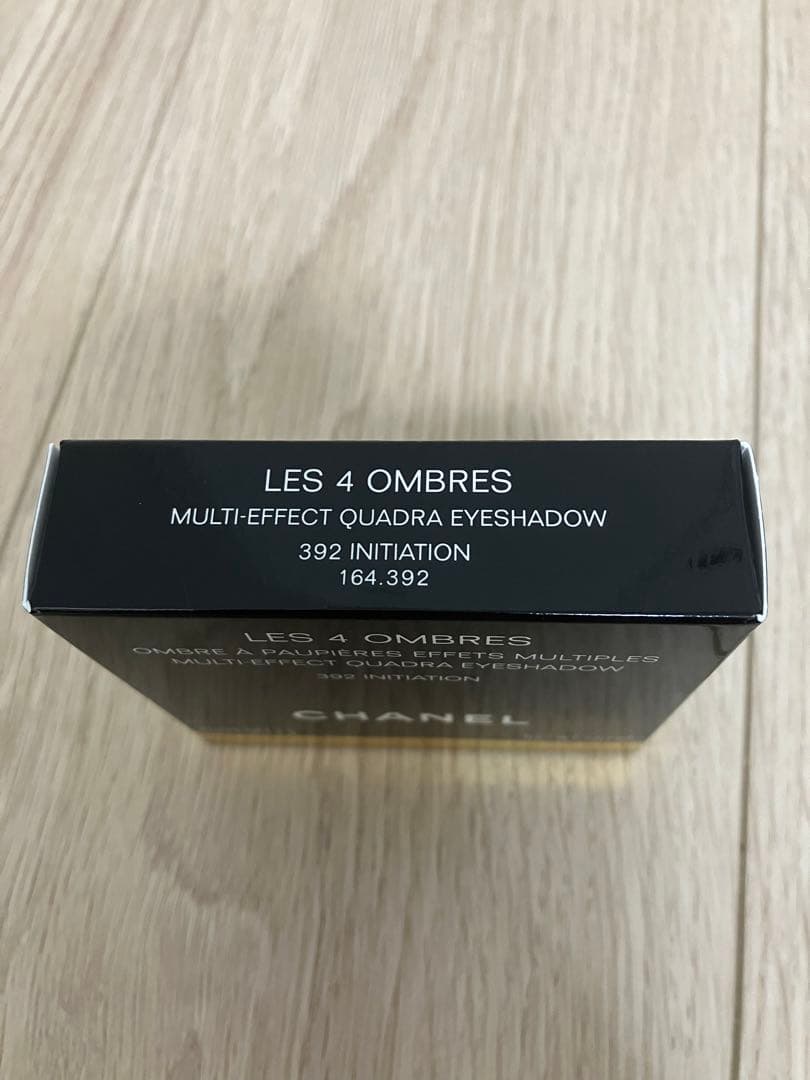 LES 4 OMBRES
MULTI-EFFECT QUADRA EYESHADOW
392 INITIATION
164.392
LES 4 OMBRES
OMBRE À PAUPIÈRES EFFETS MULTIPLES
MULTI-EFFECT QUADRA EYESHADOW
392 INITIATION
CHANEL